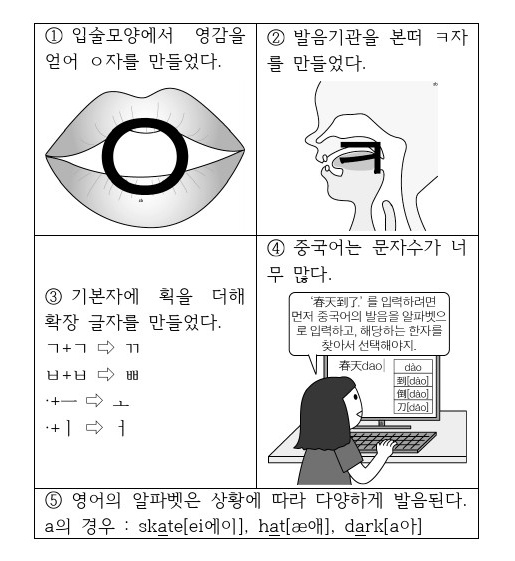 ① 입술모양에서 영감을
얻어 ㅇ자를 만들었다.
② 발음기관을 본떠 ㅋ자
를 만들었다.
③ 기본자에 획을 더해
확장 글자를 만들었다.
ㄱ+ㄱ ⇨ ㄲ
ㅂ+ㅂ ⇨ ㅃ
·+ㅡ ⇨ ㅗ
·+ㅣ ⇨ ㅓ
④ 중국어는 문자수가 너
무 많다.
‘春天到了’ 를 입력하려면
먼저 중국어의 발음을 알파벳으
로 입력하고, 해당하는 한자를
찾아서 선택해야지.
春天dao
dào
到[dào]
倒[dào]
刀[dào]
⑤ 영어의 알파벳은 상황에 따라 다양하게 발음된다.
a의 경우 : skate[ei에이], hat[æ애], dark[a아]